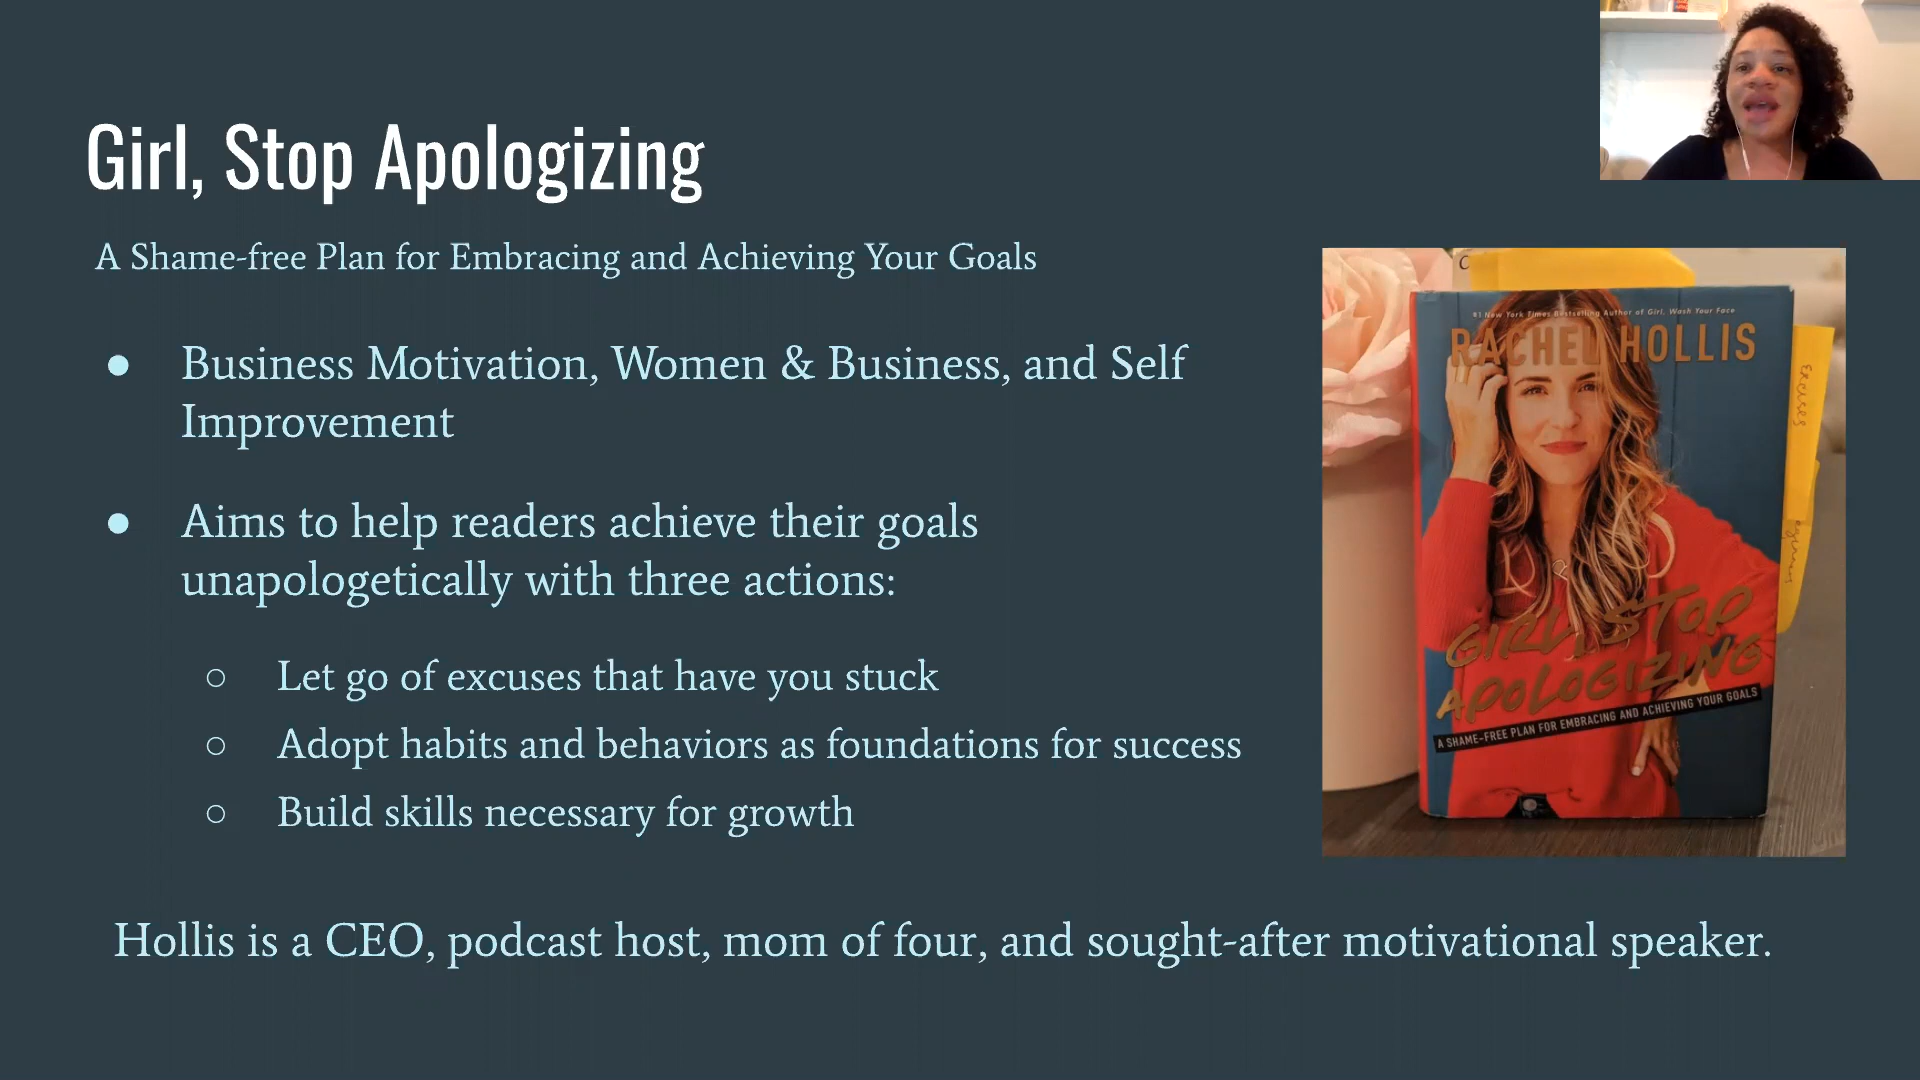 Girl, Stop Apologizing
A Shame-free Plan for Embracing and Achieving Your Goals
● Business Motivation, Women & Business, and Self
Improvement
● Aims to help readers achieve their goals
unapologetically with three actions:
○ Let go of excuses that have you stuck
○ Adopt habits and behaviors as foundations for success
○ Build skills necessary for growth
Hollis is a CEO, podcast host, mom of four, and sought-after motivational speaker.
#1 New York Times Bestselling Author of Girl, Wash Your Face
RACHEL HOLLIS
GIRL, STOP
APOLOGIZING
A SHAME-FREE PLAN FOR EMBRACING AND ACHIEVING YOUR GOALS
Excuses